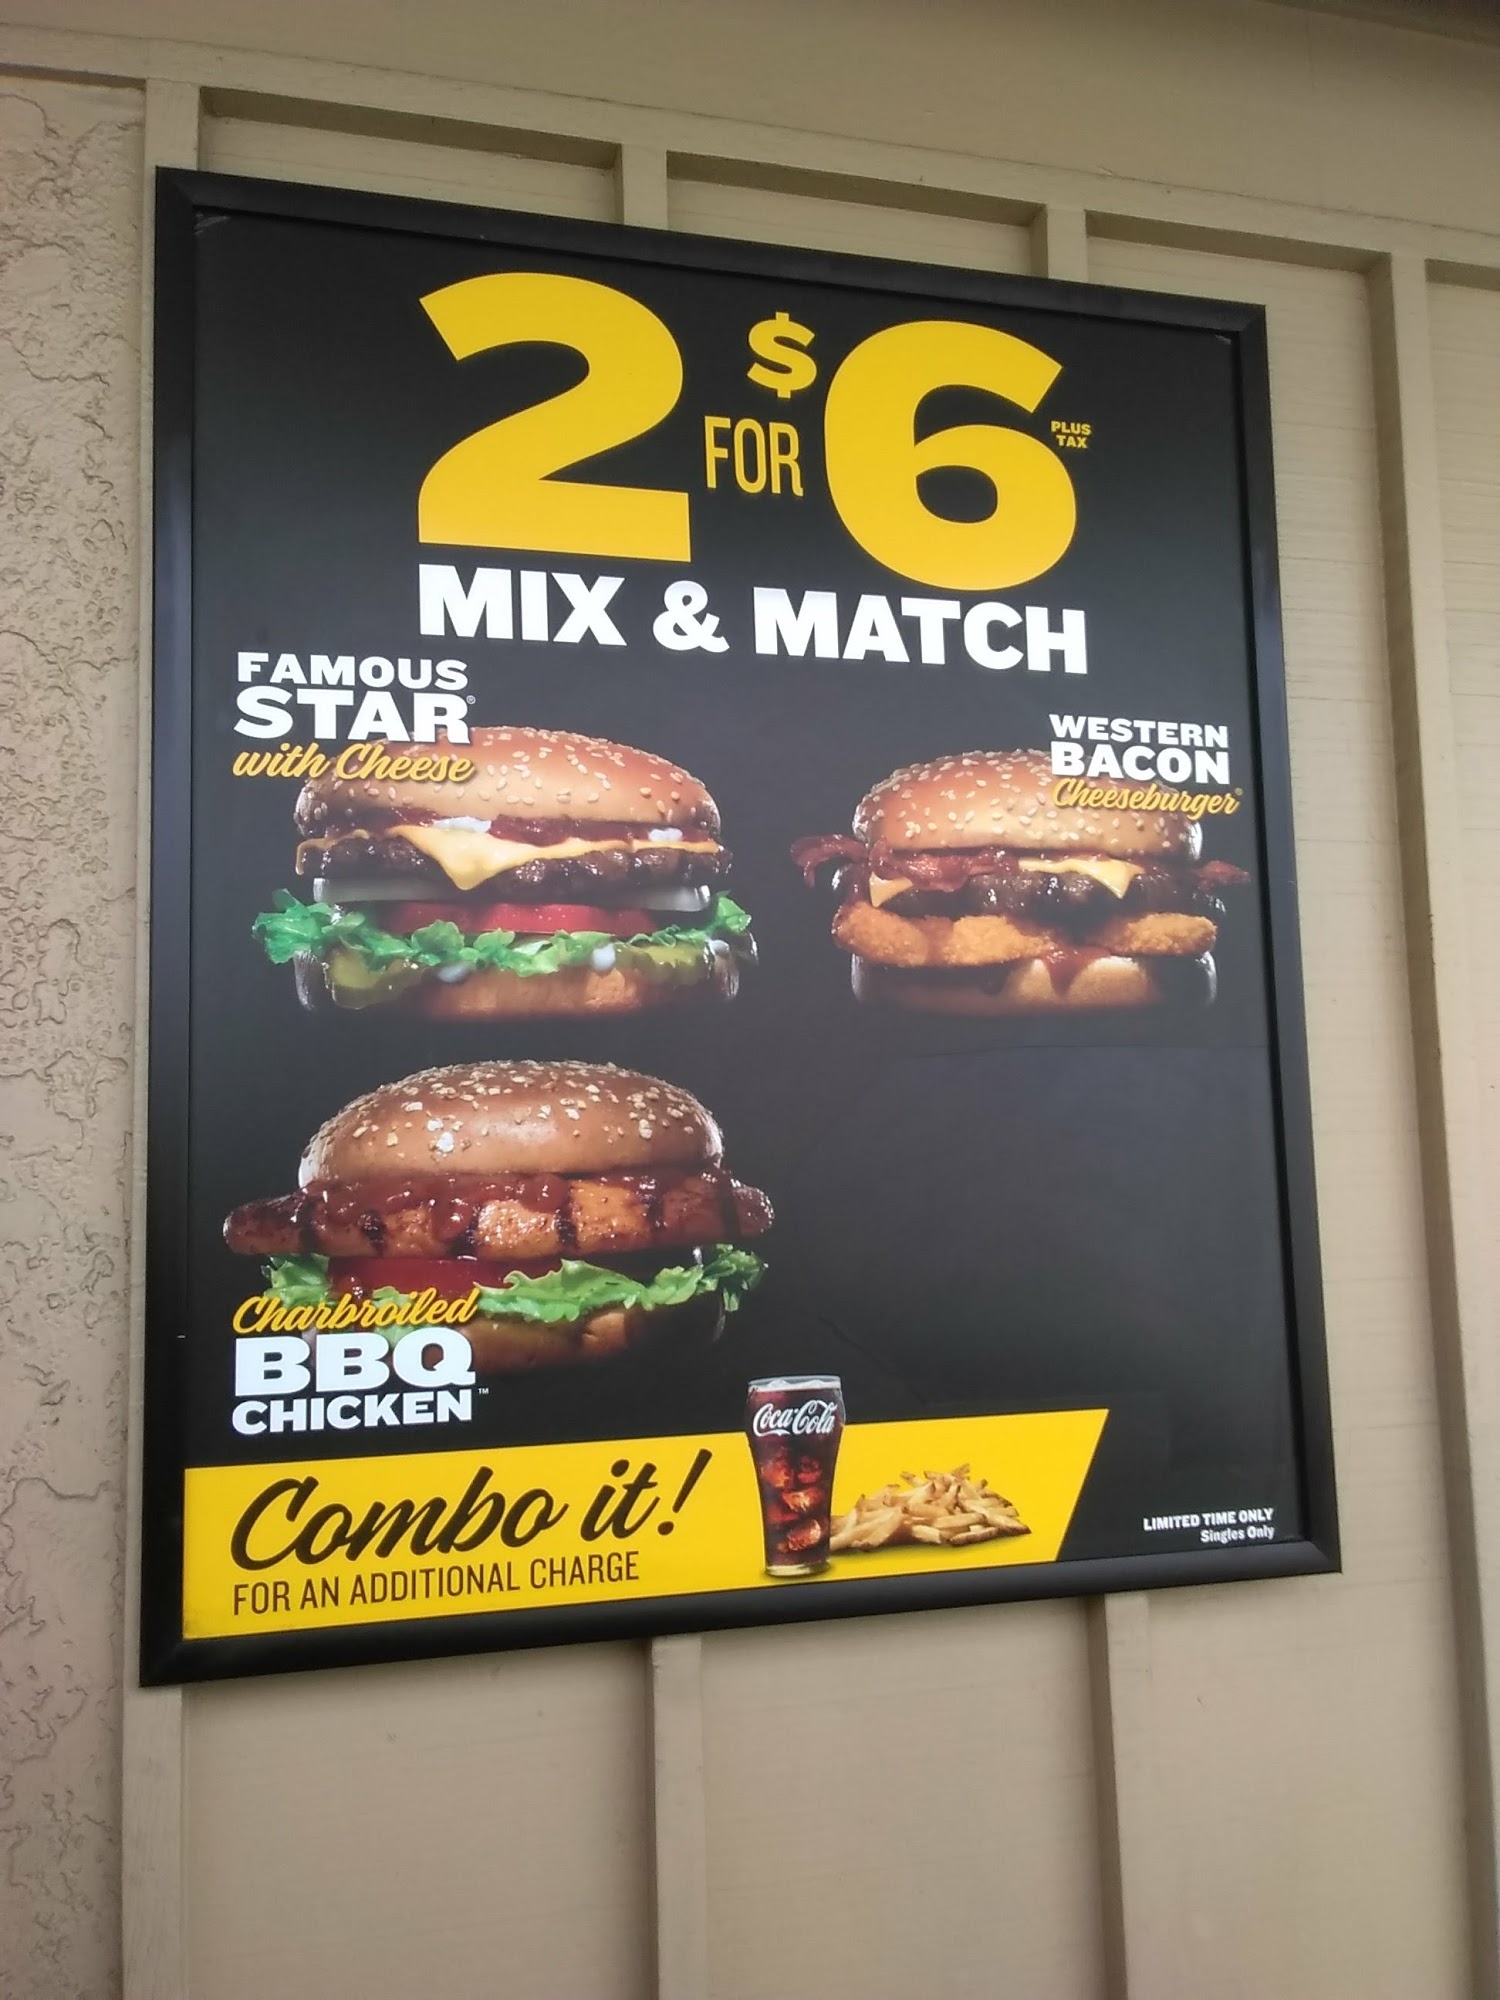 2 FOR $6 PLUS TAX
MIX & MATCH
FAMOUS
STAR®
with Cheese
WESTERN
BACON
Cheeseburger®
Charbroiled
BBQ
CHICKEN™
Combo it!
FOR AN ADDITIONAL CHARGE
Coca-Cola
LIMITED TIME ONLY
Singles Only